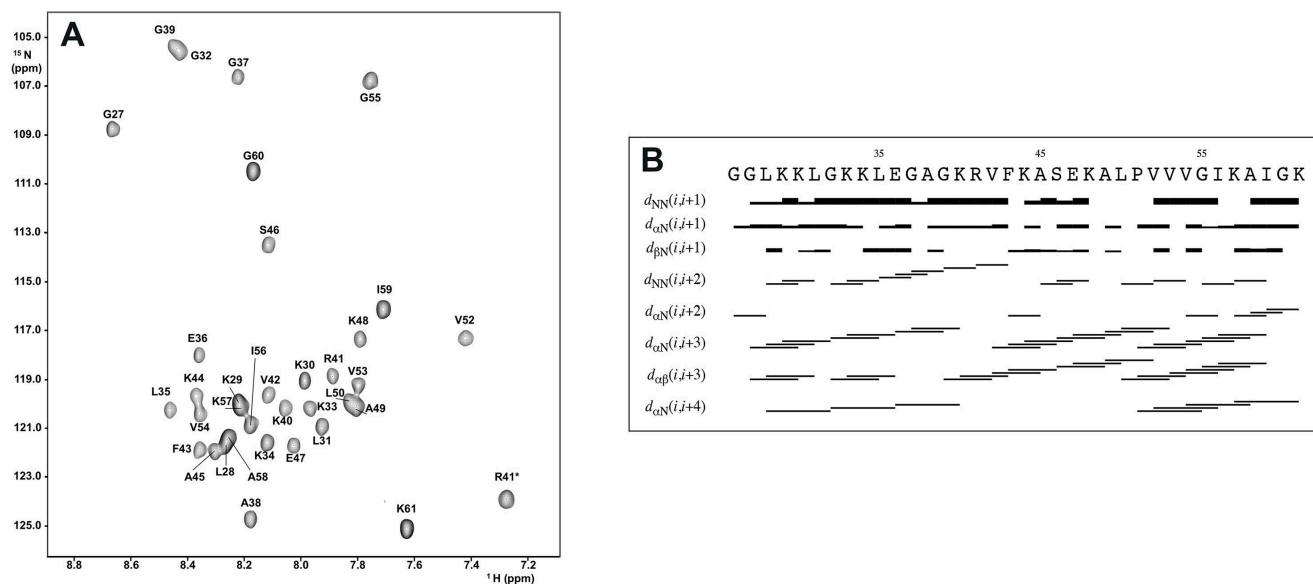 A
105.0
15 N
(ppm)
107.0
109.0
111.0
113.0
115.0
117.0
119.0
121.0
123.0
125.0
G39
G32
G37
G55
G27
G60
S46
I59
K48
V52
E36
I56
R41
V53
L35
K44
K29
V42
K30
L50
K57
K33
A49
K40
V54
L31
F43
K34
E47
A45
L28
A58
R41*
A38
K61
8.8
8.6
8.4
8.2
8.0
7.8
7.6
7.4
7.2
1 H (ppm)
B
35 45 55
GGLKKLGKKLEGAGKRVFKASEKALPVVVGIKAIGK
dNN(i,i+1)
dαN(i,i+1)
dβN(i,i+1)
dNN(i,i+2)
dαN(i,i+2)
dαN(i,i+3)
dαβ(i,i+3)
dαN(i,i+4)